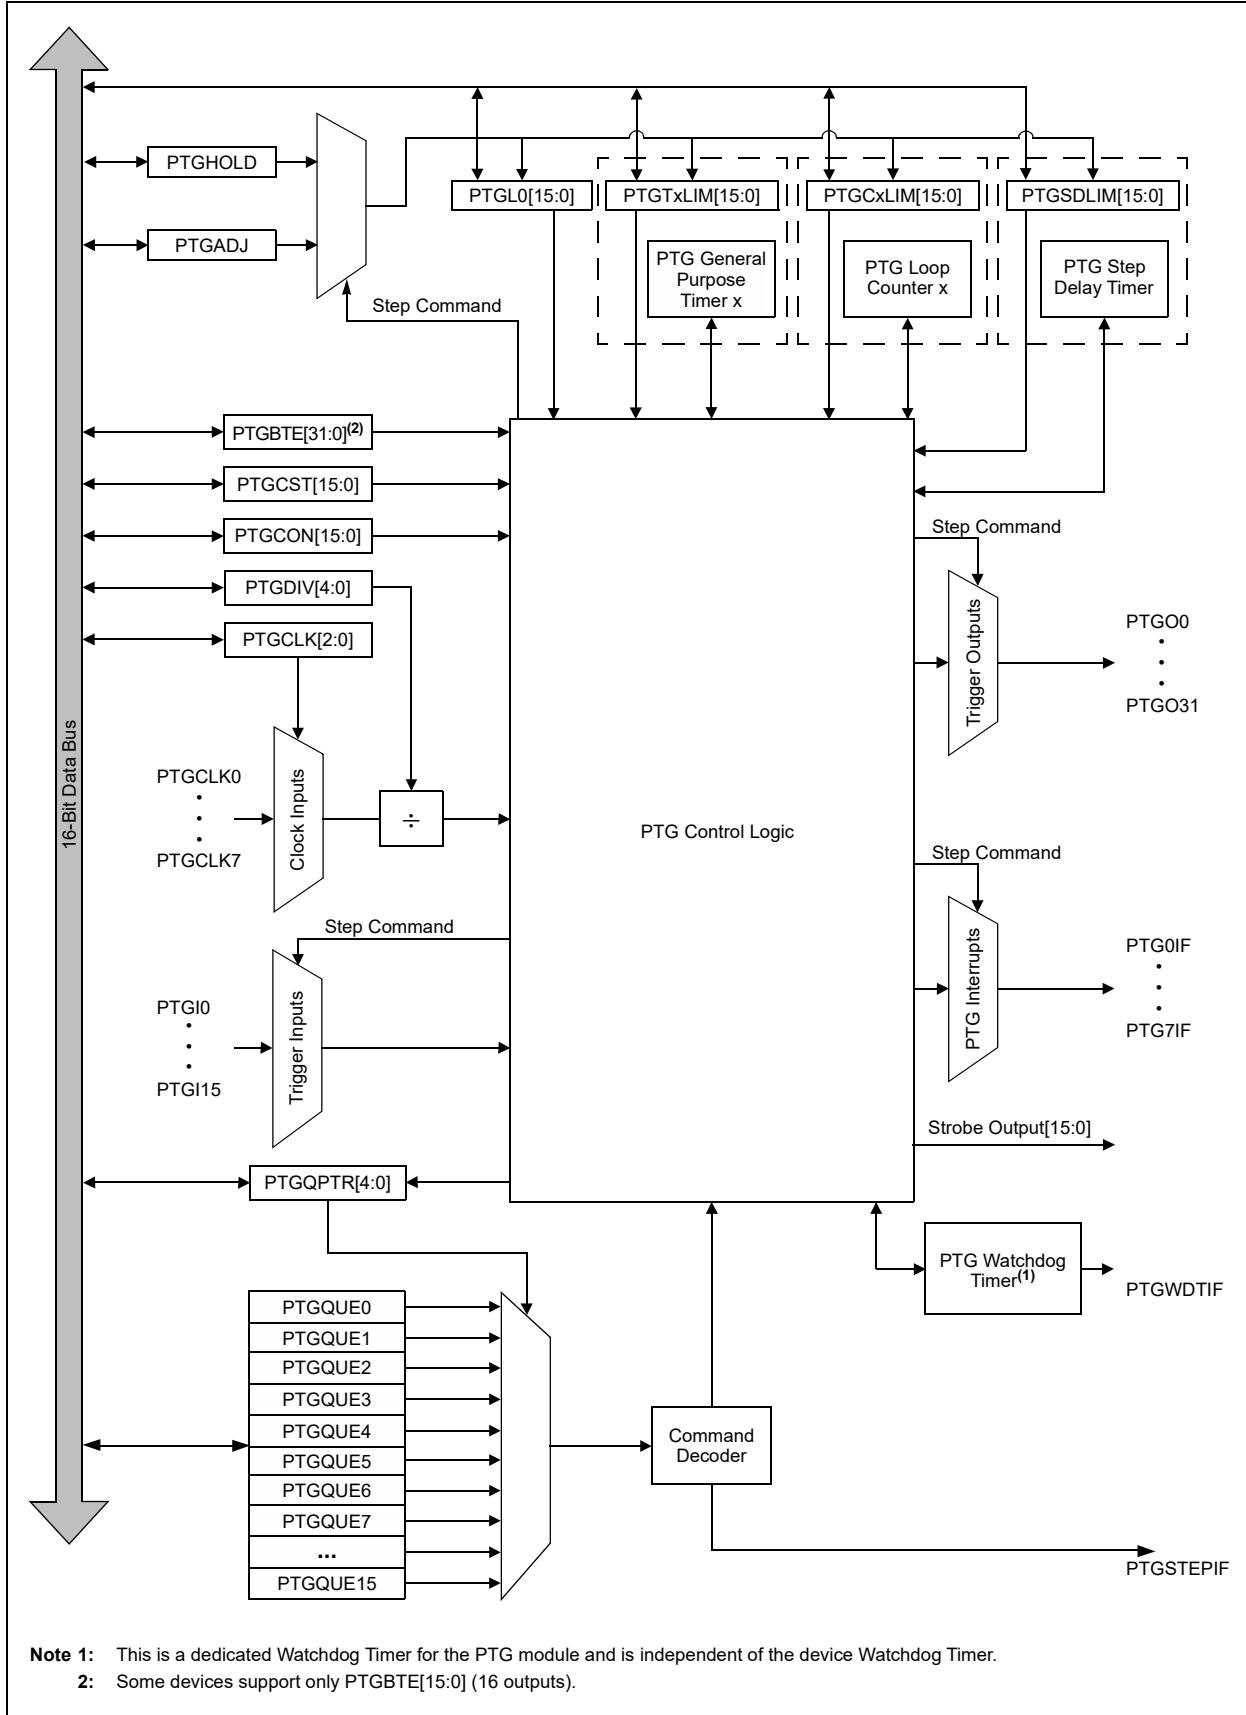 16-Bit Data Bus
PTGHOLD
PTGADJ
Step Command
PTGL0[15:0]
PTGTxLIM[15:0]
PTGCxLIM[15:0]
PTGSDLIM[15:0]
PTG General
Purpose
Timer x
PTG Loop
Counter x
PTG Step
Delay Timer
PTGBTE[31:0](2)
PTGCST[15:0]
PTGCON[15:0]
PTGDIV[4:0]
PTGCLK[2:0]
PTGCLK0
•
•
•
PTGCLK7
Clock Inputs
÷
PTG Control Logic
Step Command
Trigger Outputs
PTGO0
•
•
•
PTGO31
Step Command
PTG Interrupts
PTG0IF
•
•
•
PTG7IF
Step Command
PTGI0
•
•
•
PTGI15
Trigger Inputs
Strobe Output[15:0]
PTGQPTR[4:0]
PTG Watchdog
Timer(1)
PTGWDTIF
PTGQUE0
PTGQUE1
PTGQUE2
PTGQUE3
PTGQUE4
PTGQUE5
PTGQUE6
PTGQUE7
...
PTGQUE15
Command
Decoder
PTGSTEPIF
Note 1: This is a dedicated Watchdog Timer for the PTG module and is independent of the device Watchdog Timer.
2: Some devices support only PTGBTE[15:0] (16 outputs).